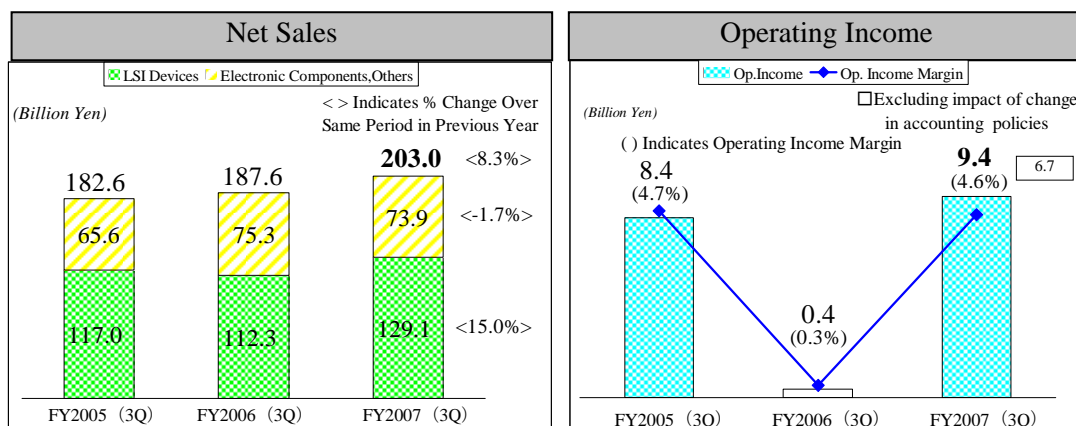 Net Sales
LSI Devices Electronic Components,Others
(Billion Yen)
< > Indicates % Change Over
Same Period in Previous Year
203.0 <8.3%>
182.6 187.6
65.6 75.3 73.9 <-1.7%>
117.0 112.3 129.1 <15.0%>
FY2005 (3Q) FY2006 (3Q) FY2007 (3Q)
Operating Income
Op.Income Op. Income Margin
(Billion Yen)
Excluding impact of change
in accounting policies
( ) Indicates Operating Income Margin
8.4 9.4 6.7
(4.7%) (4.6%)
0.4
(0.3%)
FY2005 (3Q) FY2006 (3Q) FY2007 (3Q)